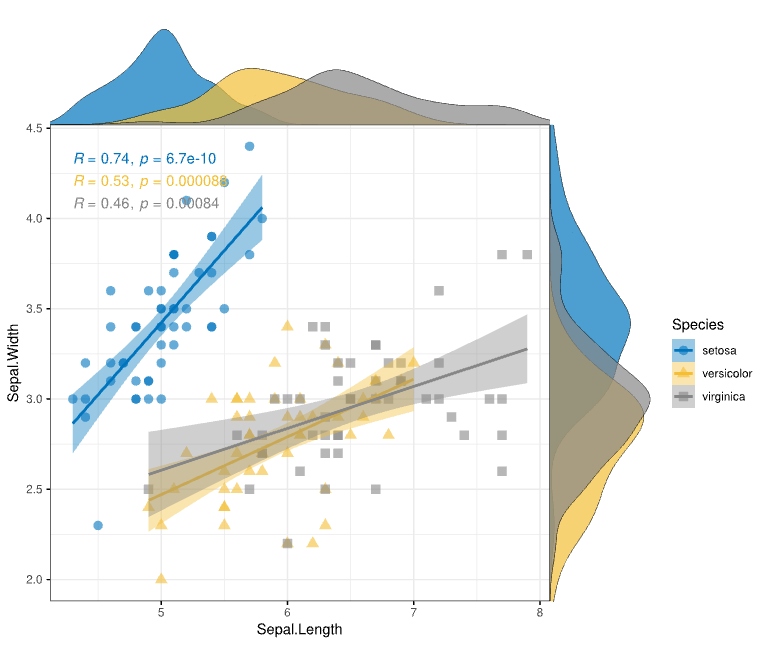 4.5
4.0
3.5
3.0
2.5
2.0
Sepal.Width
R = 0.74, p = 6.7e-10
R = 0.53, p = 0.000088
R = 0.46, p = 0.00084
5
6
7
8
Sepal.Length
Species
setosa
versicolor
virginica